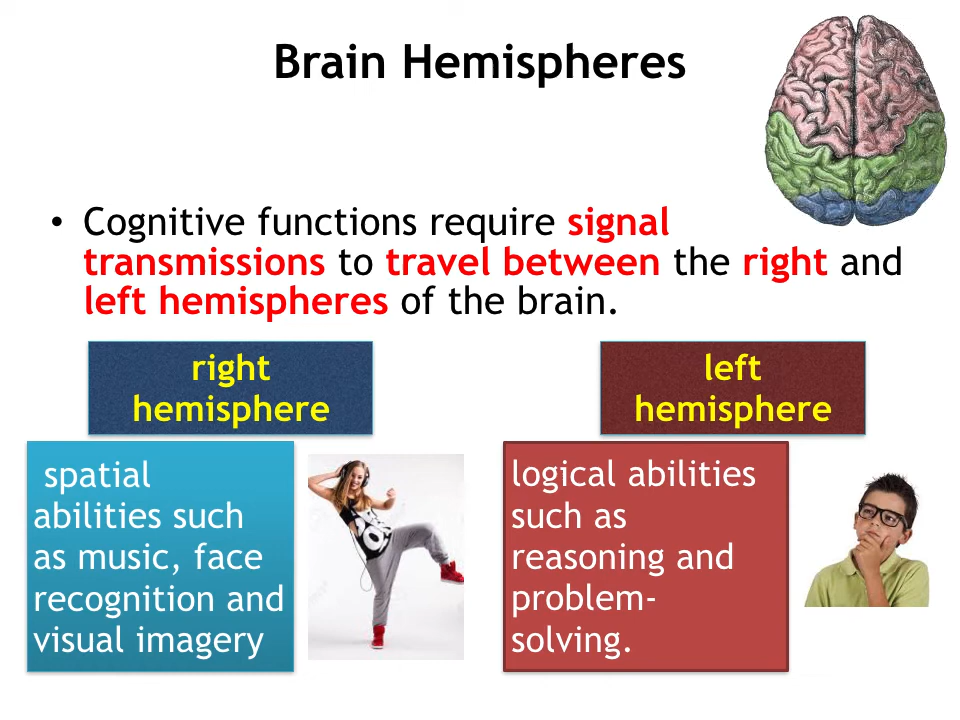 Brain Hemispheres
• Cognitive functions require signal
transmissions to travel between the right and
left hemispheres of the brain.
right
hemisphere
left
hemisphere
spatial
abilities such
as music, face
recognition and
visual imagery
logical abilities
such as
reasoning and
problem-
solving.